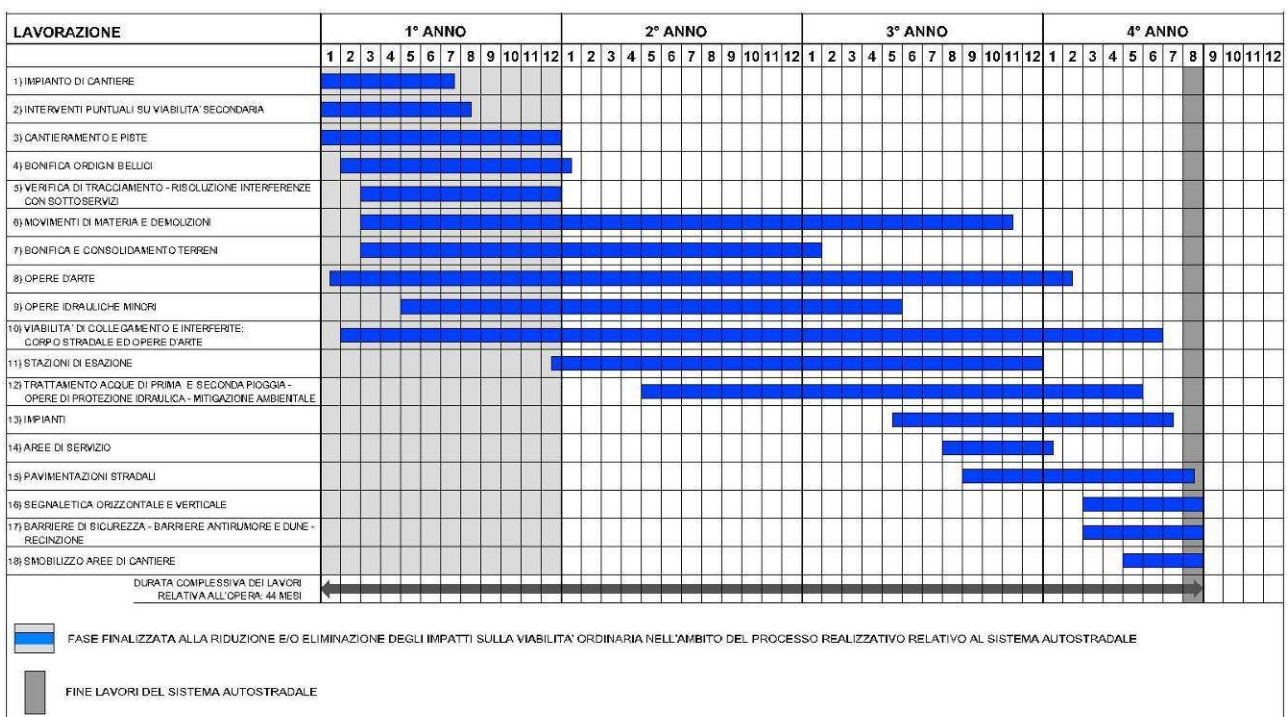 LAVORAZIONE 1° ANNO 2° ANNO 3° ANNO 4° ANNO
1 2 3 4 5 6 7 8 9 10 11 12 1 2 3 4 5 6 7 8 9 10 11 12 1 2 3 4 5 6 7 8 9 10 11 12 1 2 3 4 5 6 7 8 9 10 11 12
1) IMPIANTO DI CANTIERE
2) INTERVENTI PUNTUALI SU VIABILITA' SECONDARIA
3) CANTIERAMENTO E PISTE
4) BONIFICA ORDIGNI BELLICI
5) VERIFICA DI TRACCIAMENTO - RISOLUZIONE INTERFERENZE
CON SOTTOSERVIZI
6) MOVIMENTI DI MATERIA E DEMOLIZIONI
7) BONIFICA E CONSOLIDAMENTO TERRENI
8) OPERE D'ARTE
9) OPERE IDRAULICHE MINORI
10) VIABILITA' DI COLLEGAMENTO E INTERFERITE:
CORPO STRADALE ED OPERE D'ARTE
11) STAZIONI DI ESAZIONE
12) TRATTAMENTO ACQUE DI PRIMA E SECONDA PIOGGIA -
OPERE DI PROTEZIONE IDRAULICA - MITIGAZIONE AMBIENTALE
13) IMPIANTI
14) AREE DI SERVIZIO
15) PAVIMENTAZIONI STRADALI
16) SEGNALETICA ORIZZONTALE E VERTICALE
17) BARRIERE DI SICUREZZA - BARRIERE ANTIRUMORE E DUNE -
RECINZIONE
18) SMOBILIZZO AREE DI CANTIERE
DURATA COMPLESSIVA DEI LAVORI
RELATIVA ALL'OPERA: 44 MESI
FASE FINALIZZATA ALLA RIDUZIONE E/O ELIMINAZIONE DEGLI IMPATTI SULLA VIABILITA' ORDINARIA NELL'AMBITO DEL PROCESSO REALIZZATIVO RELATIVO AL SISTEMA AUTOSTRADALE
FINE LAVORI DEL SISTEMA AUTOSTRADALE